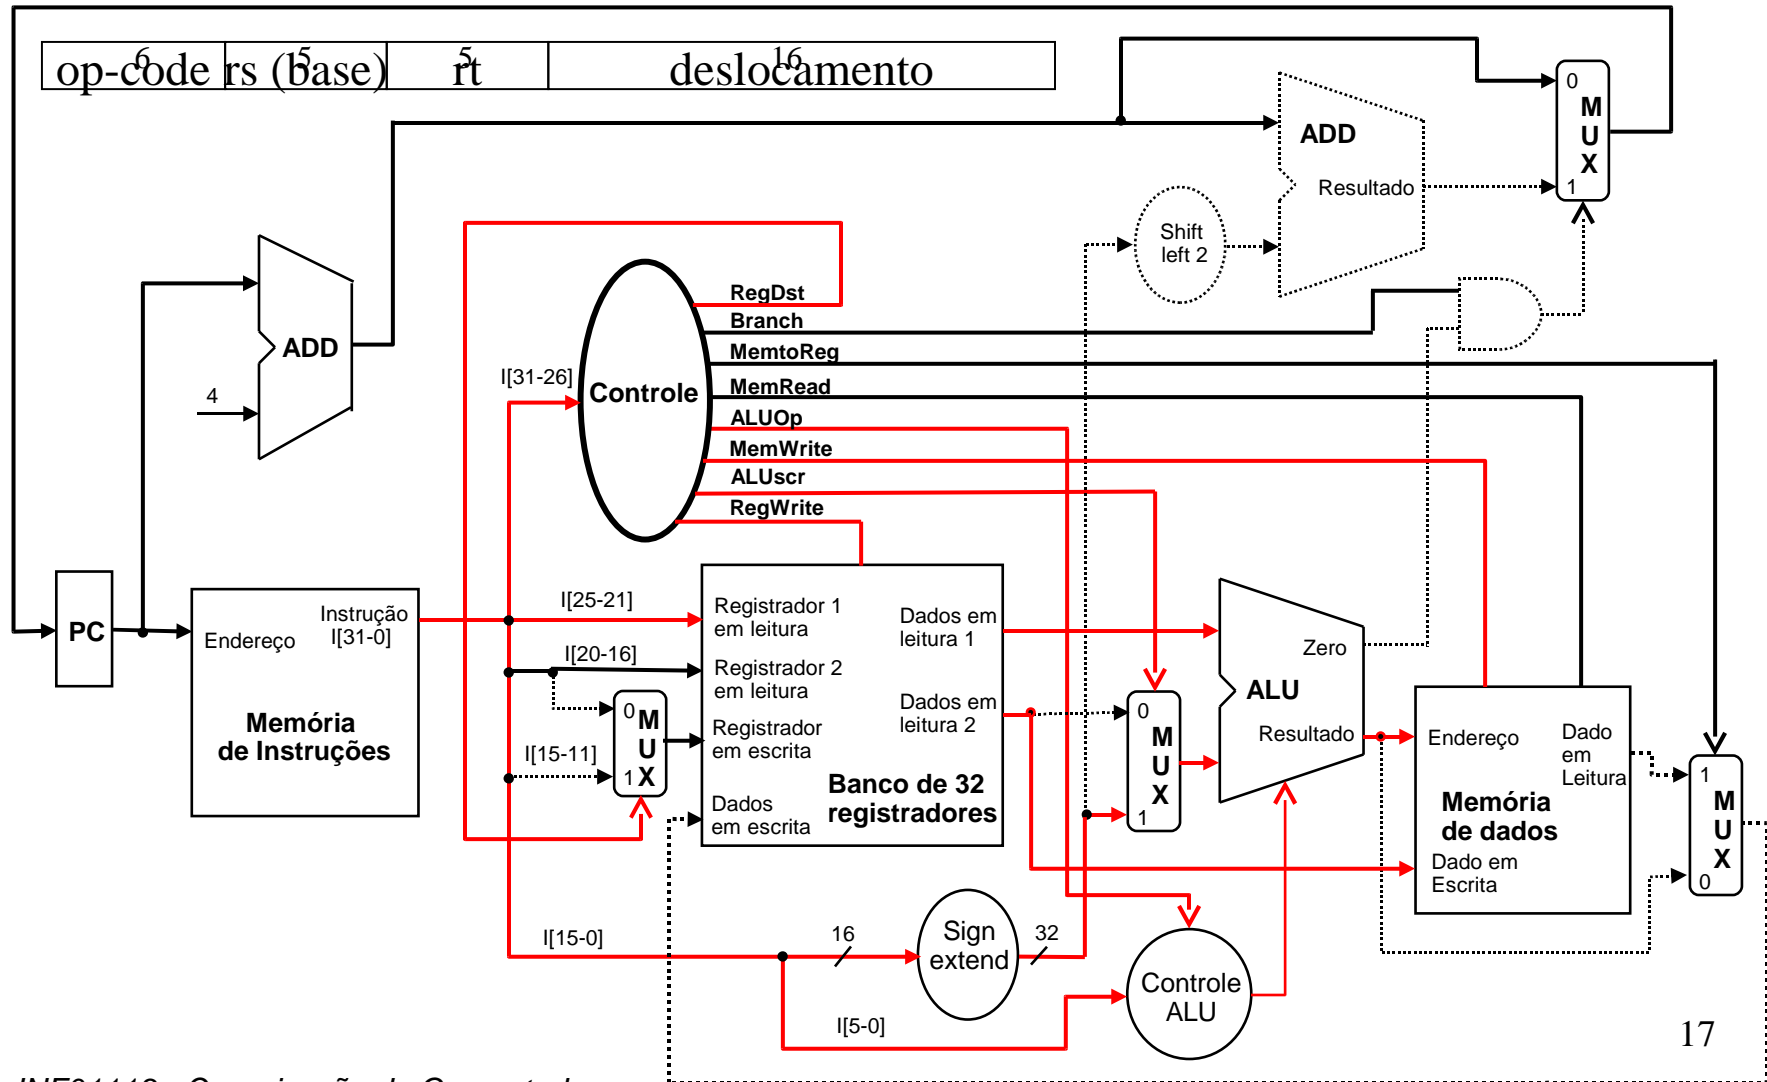 6 5 5 16
op-code rs (base) rt deslocamento
0
M
U
X
1
ADD
Resultado
Shift
left 2
ADD
4
RegDst
Branch
MemtoReg
MemRead
ALUOp
MemWrite
ALUscr
RegWrite
I[31-26]
Controle
PC
Endereço
Instrução
I[31-0]
Memória
de Instruções
I[25-21]
I[20-16]
I[15-11]
0
M
U
X
1
Registrador 1
em leitura
Registrador 2
em leitura
Registrador
em escrita
Dados
em escrita
Dados em
leitura 1
Dados em
leitura 2
Banco de 32
registradores
0
M
U
X
1
Zero
ALU
Resultado
Endereço
Dado
em
Leitura
Memória
de dados
Dado em
Escrita
1
M
U
X
0
I[15-0]
16
Sign
extend
32
Controle
ALU
I[5-0]
17